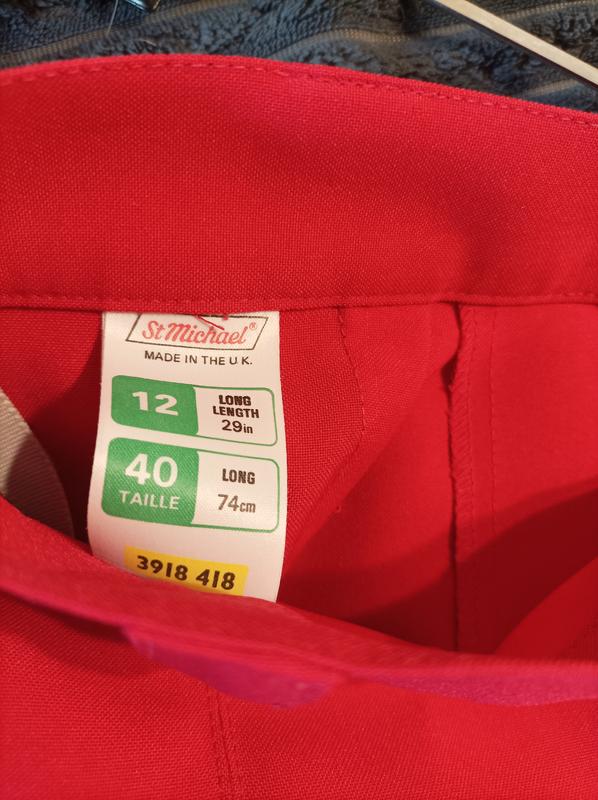 St Michael®
MADE IN THE U.K.
12
LONG
LENGTH
29in
40
TAILLE
LONG
74cm
3918 418